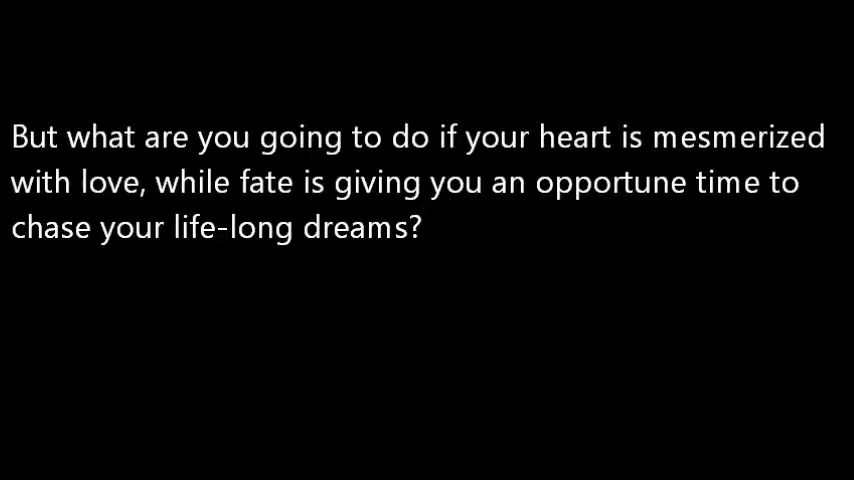 But what are you going to do if your heart is mesmerized
with love, while fate is giving you an opportune time to
chase your life-long dreams?